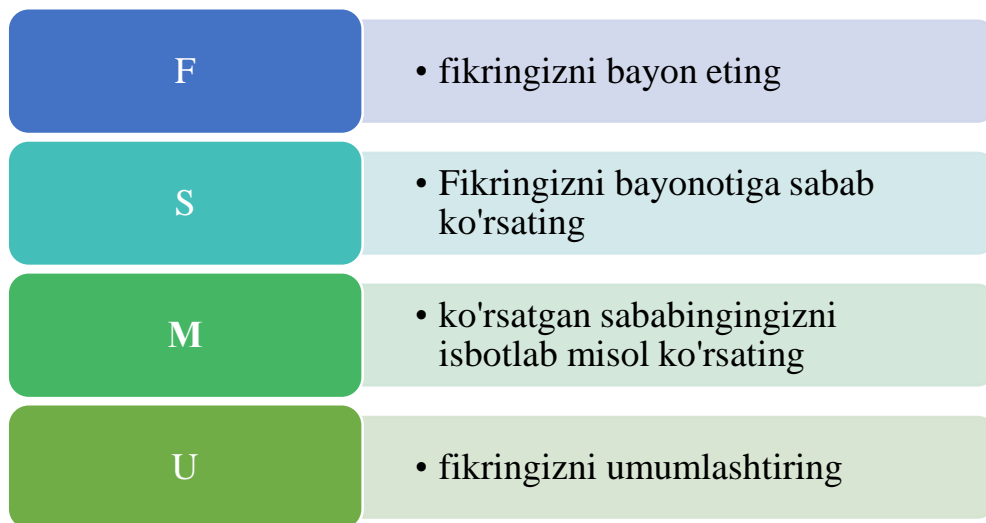 F
• fikringizni bayon eting
S
• Fikringizni bayonotiga sabab
ko'rsating
M
• ko'rsatgan sababingingizni
isbotlab misol ko'rsating
U
• fikringizni umumlashtiring